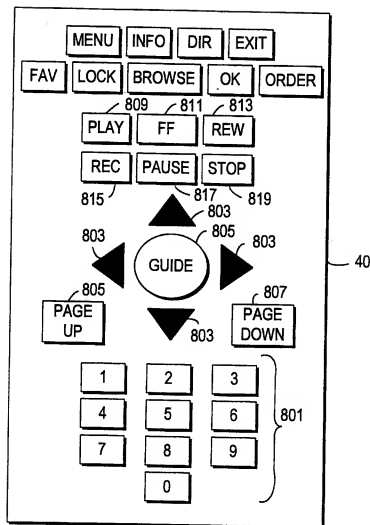 MENU INFO DIR EXIT
FAV LOCK BROWSE OK ORDER
809 811 813
PLAY FF REW
REC PAUSE STOP
815 817 819
803
803 805 803
GUIDE
40
805 807
PAGE UP PAGE DOWN
803
1 2 3
4 5 6
801
7 8 9
0